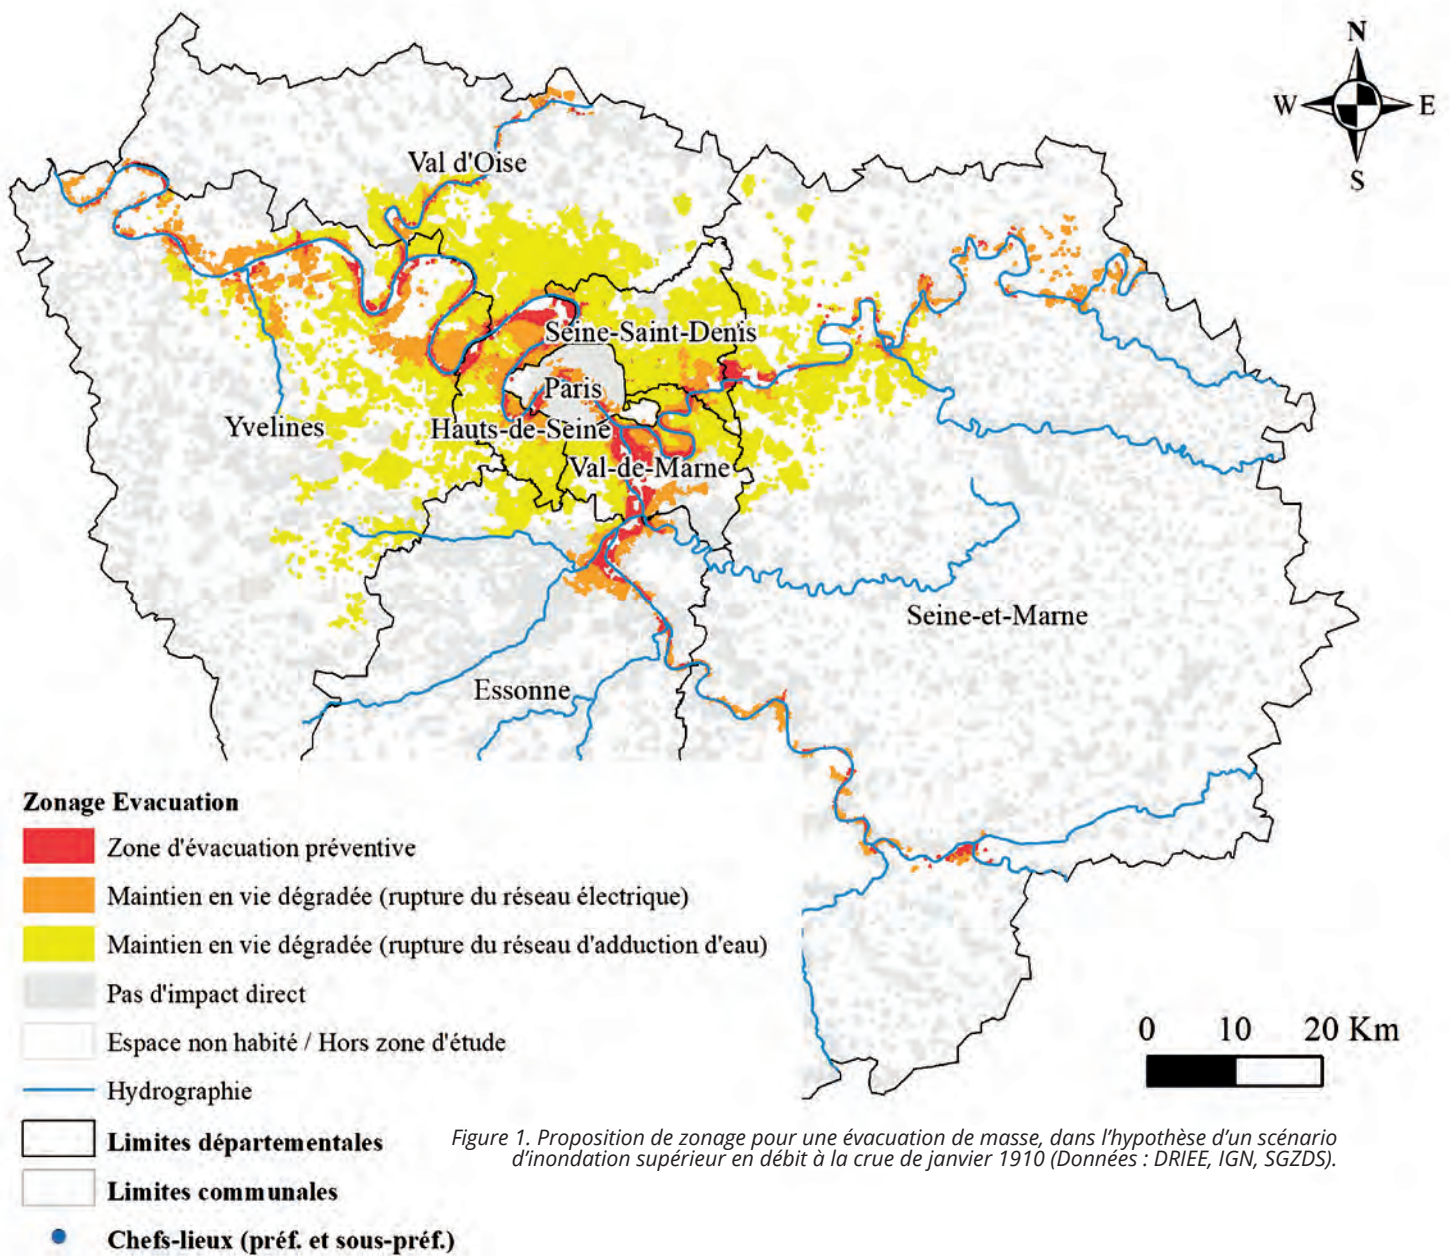 N
W
E
S
Val d'Oise
Seine-Saint-Denis
Paris
Yvelines
Hauts-de-Seine
Val-de-Marne
Seine-et-Marne
Essonne
Zonage Evacuation
Zone d'évacuation préventive
Maintien en vie dégradée (rupture du réseau électrique)
Maintien en vie dégradée (rupture du réseau d'adduction d'eau)
Pas d'impact direct
Espace non habité / Hors zone d'étude
Hydrographie
Limites départementales
Limites communales
Chefs-lieux (préf. et sous-préf.)
0 10 20 Km
Figure 1. Proposition de zonage pour une évacuation de masse, dans l'hypothèse d'un scénario
d'inondation supérieur en débit à la crue de janvier 1910 (Données : DRIEE, IGN, SGZDS).